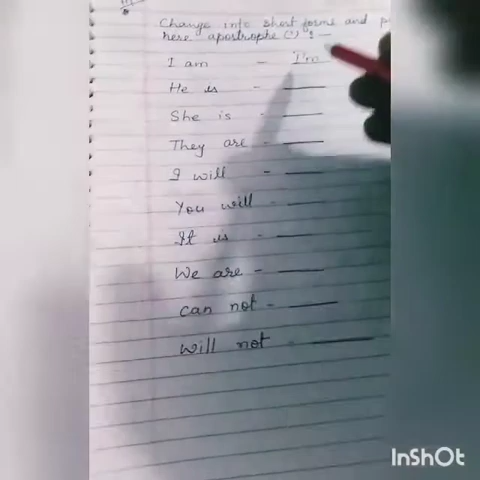 Change into short forms and
here apostrophe (') :-
I am - I'm
He is -
She is -
They are -
I will -
You will -
It is -
We are -
can not -
will not -
InShOt